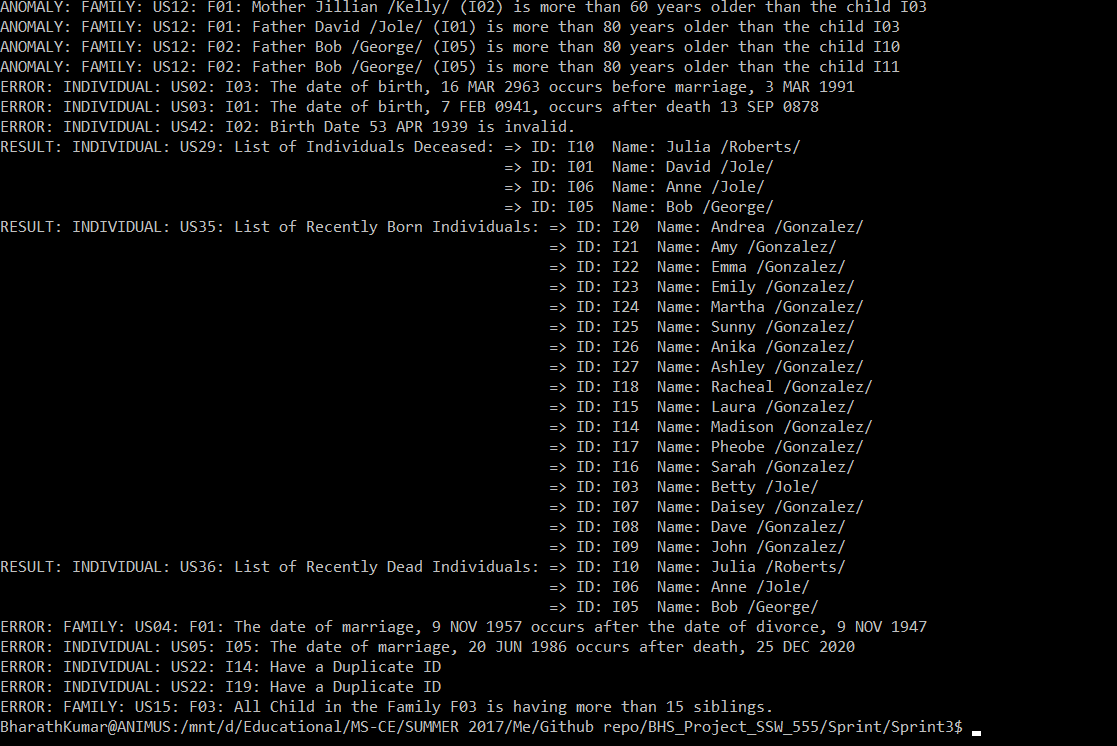 ANOMALY: FAMILY: US12: F01: Mother Jillian /Kelly/ (I02) is more than 60 years older than the child I03
ANOMALY: FAMILY: US12: F01: Father David /Jole/ (I01) is more than 80 years older than the child I03
ANOMALY: FAMILY: US12: F02: Father Bob /George/ (I05) is more than 80 years older than the child I10
ANOMALY: FAMILY: US12: F02: Father Bob /George/ (I05) is more than 80 years older than the child I11
ERROR: INDIVIDUAL: US02: I03: The date of birth, 16 MAR 2963 occurs before marriage, 3 MAR 1991
ERROR: INDIVIDUAL: US03: I01: The date of birth, 7 FEB 0941, occurs after death 13 SEP 0878
ERROR: INDIVIDUAL: US42: I02: Birth Date 53 APR 1939 is invalid.
RESULT: INDIVIDUAL: US29: List of Individuals Deceased: => ID: I10  Name: Julia /Roberts/
=> ID: I01  Name: David /Jole/
=> ID: I06  Name: Anne /Jole/
=> ID: I05  Name: Bob /George/
RESULT: INDIVIDUAL: US35: List of Recently Born Individuals: => ID: I20  Name: Andrea /Gonzalez/
=> ID: I21  Name: Amy /Gonzalez/
=> ID: I22  Name: Emma /Gonzalez/
=> ID: I23  Name: Emily /Gonzalez/
=> ID: I24  Name: Martha /Gonzalez/
=> ID: I25  Name: Sunny /Gonzalez/
=> ID: I26  Name: Anika /Gonzalez/
=> ID: I27  Name: Ashley /Gonzalez/
=> ID: I18  Name: Racheal /Gonzalez/
=> ID: I15  Name: Laura /Gonzalez/
=> ID: I14  Name: Madison /Gonzalez/
=> ID: I17  Name: Pheobe /Gonzalez/
=> ID: I16  Name: Sarah /Gonzalez/
=> ID: I03  Name: Betty /Jole/
=> ID: I07  Name: Daisey /Gonzalez/
=> ID: I08  Name: Dave /Gonzalez/
=> ID: I09  Name: John /Gonzalez/
RESULT: INDIVIDUAL: US36: List of Recently Dead Individuals: => ID: I10  Name: Julia /Roberts/
=> ID: I06  Name: Anne /Jole/
=> ID: I05  Name: Bob /George/
ERROR: FAMILY: US04: F01: The date of marriage, 9 NOV 1957 occurs after the date of divorce, 9 NOV 1947
ERROR: INDIVIDUAL: US05: I05: The date of marriage, 20 JUN 1986 occurs after death, 25 DEC 2020
ERROR: INDIVIDUAL: US22: I14: Have a Duplicate ID
ERROR: INDIVIDUAL: US22: I19: Have a Duplicate ID
ERROR: FAMILY: US15: F03: All Child in the Family F03 is having more than 15 siblings.
BharathKumar@ANIMUS:/mnt/d/Educational/MS-CE/SUMMER 2017/Me/Github repo/BHS_Project_SSW_555/Sprint/Sprint3$